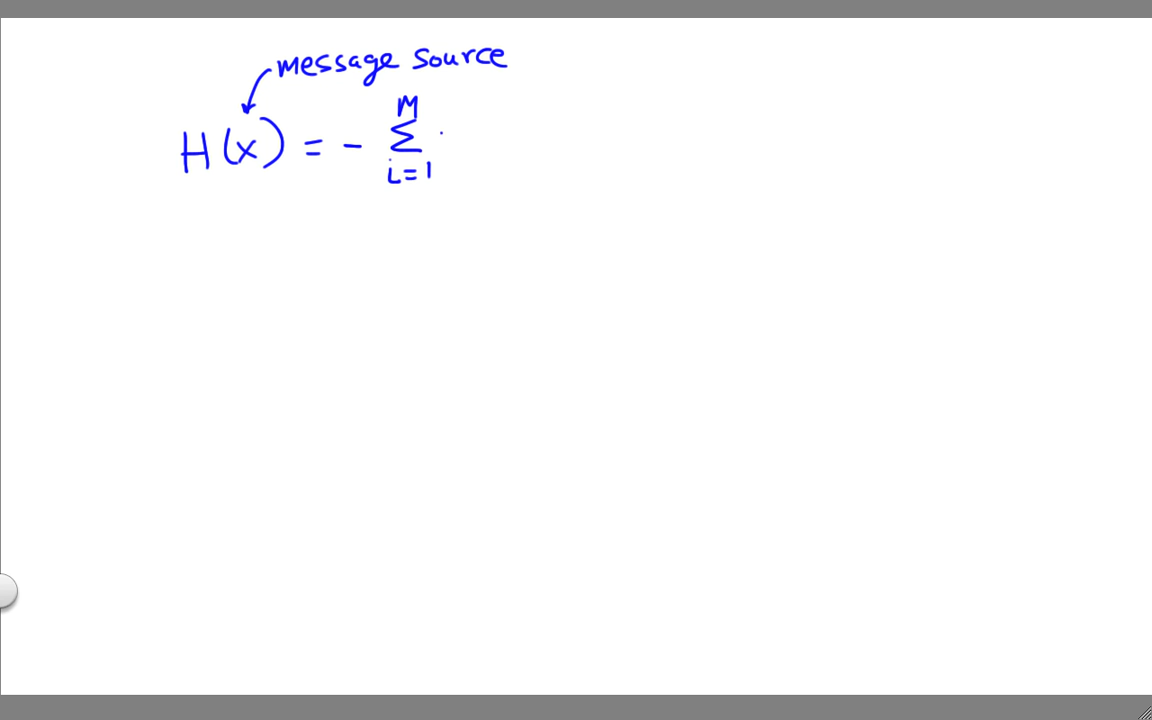 message source
H(x) = - M∑i=1